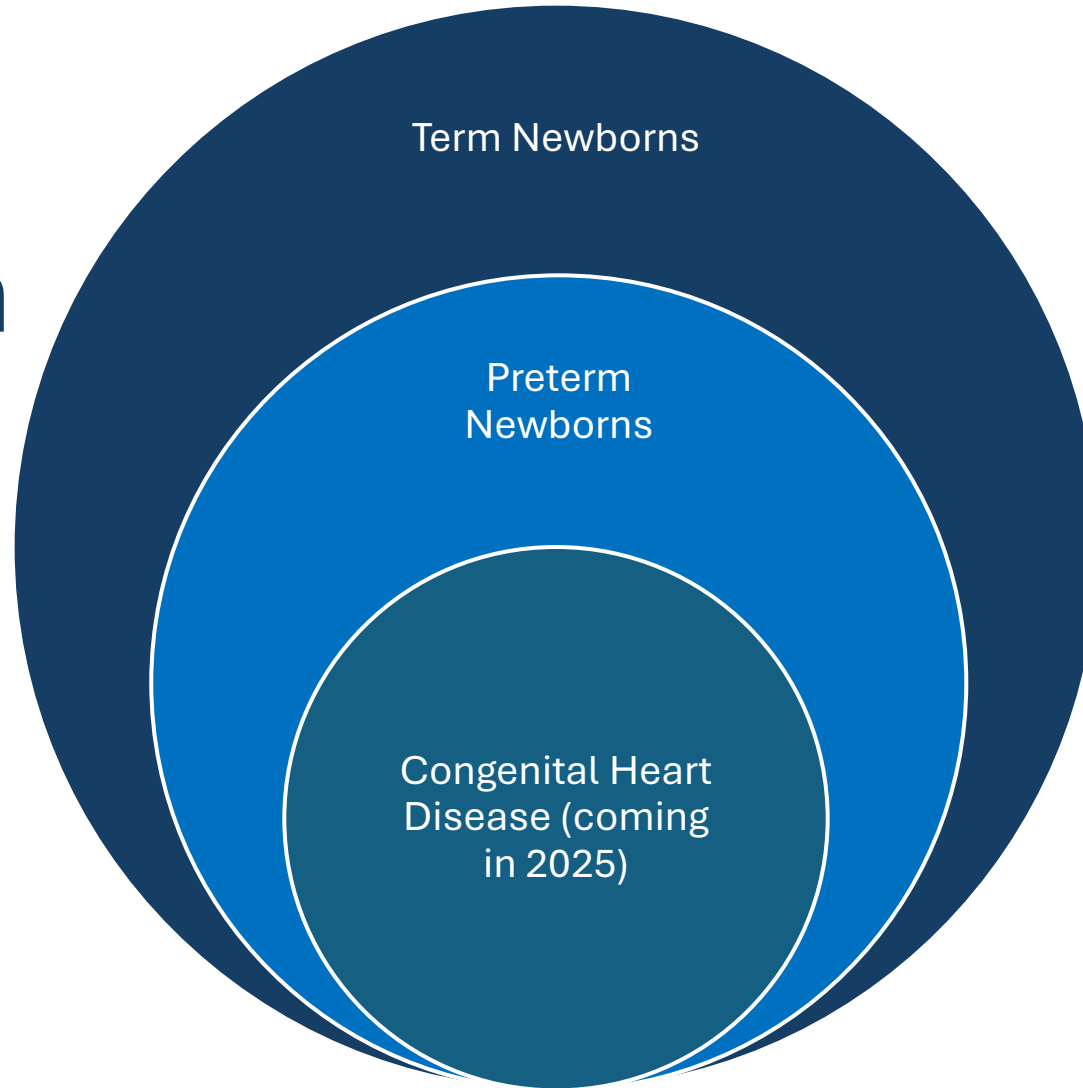 Term Newborns
Preterm
Newborns
Congenital Heart
Disease (coming
in 2025)